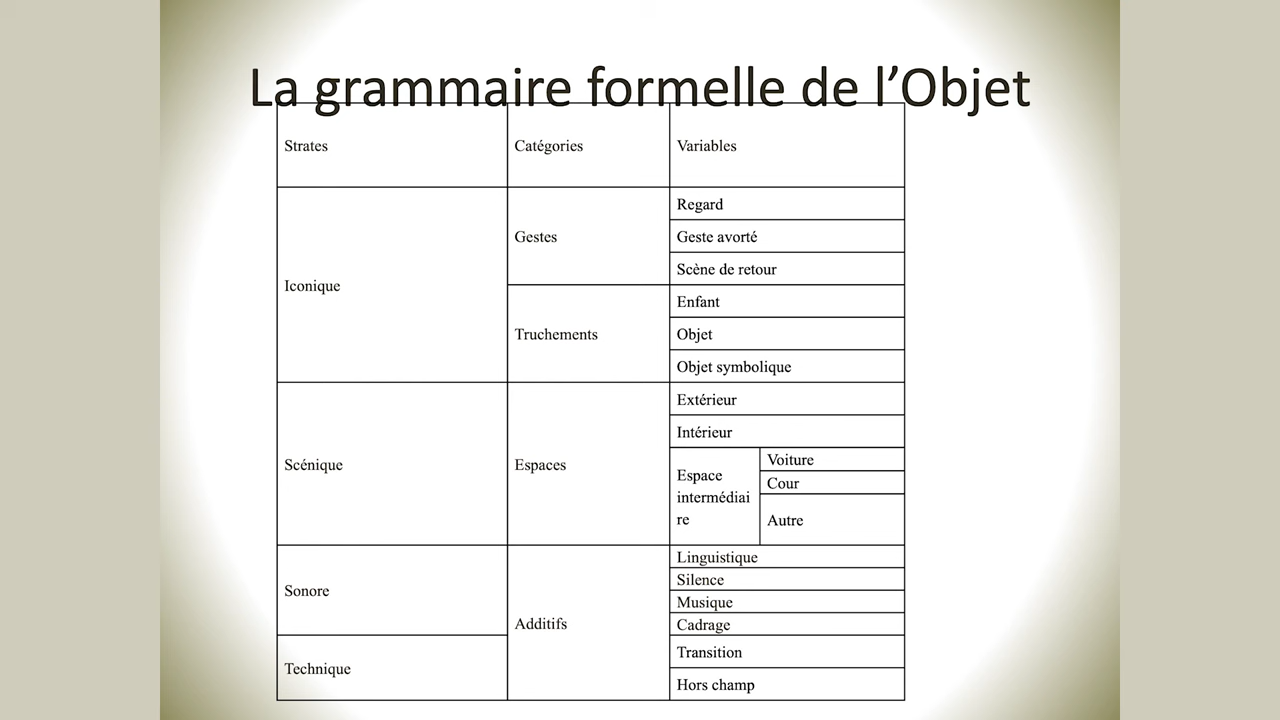 La grammaire formelle de l’Objet
Strates
Catégories
Variables
Iconique
Gestes
Regard
Geste avorté
Scène de retour
Truchements
Enfant
Objet
Objet symbolique
Scénique
Espaces
Extérieur
Intérieur
Espace
intermédiai
re
Voiture
Cour
Autre
Sonore
Additifs
Linguistique
Silence
Musique
Cadrage
Technique
Transition
Hors champ